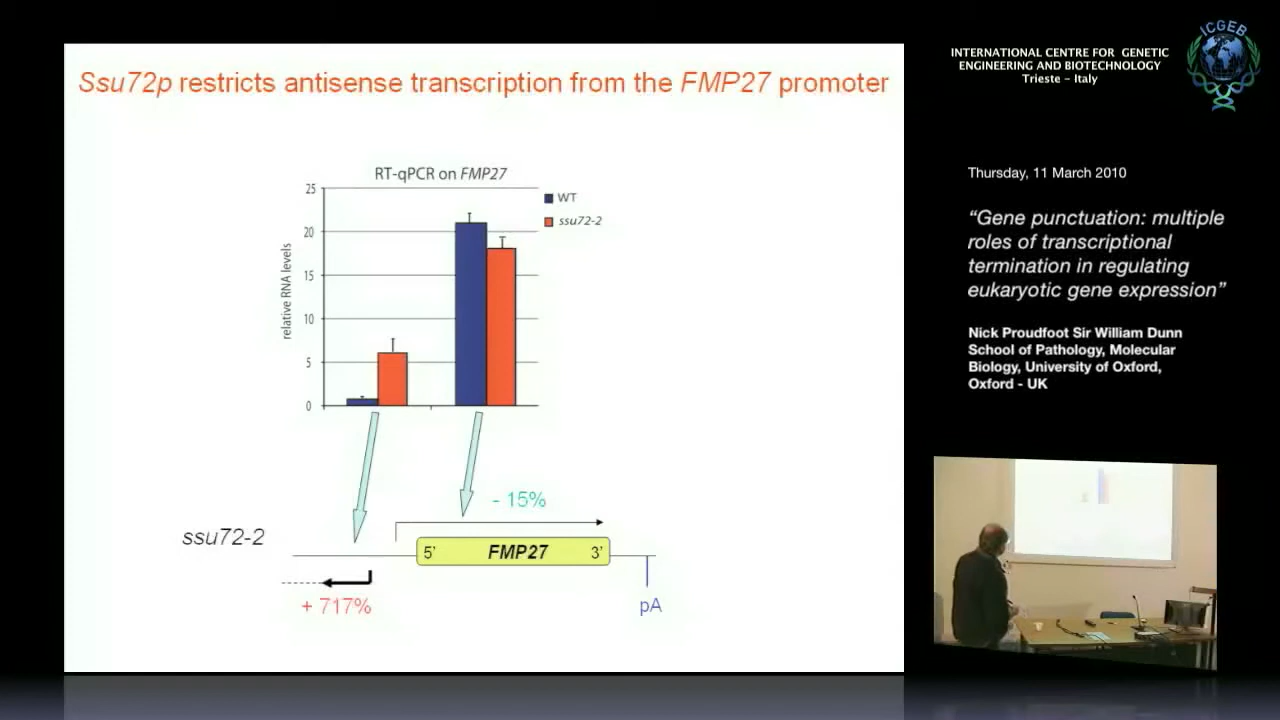 Ssu72p restricts antisense transcription from the FMP27 promoter
RT-qPCR on FMP27
25
20
15
10
5
0
relative RNA levels
WT
ssu72-2
- 15%
ssu72-2
5’
FMP27
3’
+ 717%
pA
INTERNATIONAL CENTRE FOR GENETIC
ENGINEERING AND BIOTECHNOLOGY
Trieste – Italy
ICGEB
Thursday, 11 March 2010
“Gene punctuation: multiple
roles of transcriptional
termination in regulating
eukaryotic gene expression”
Nick Proudfoot Sir William Dunn
School of Pathology, Molecular
Biology, University of Oxford,
Oxford - UK